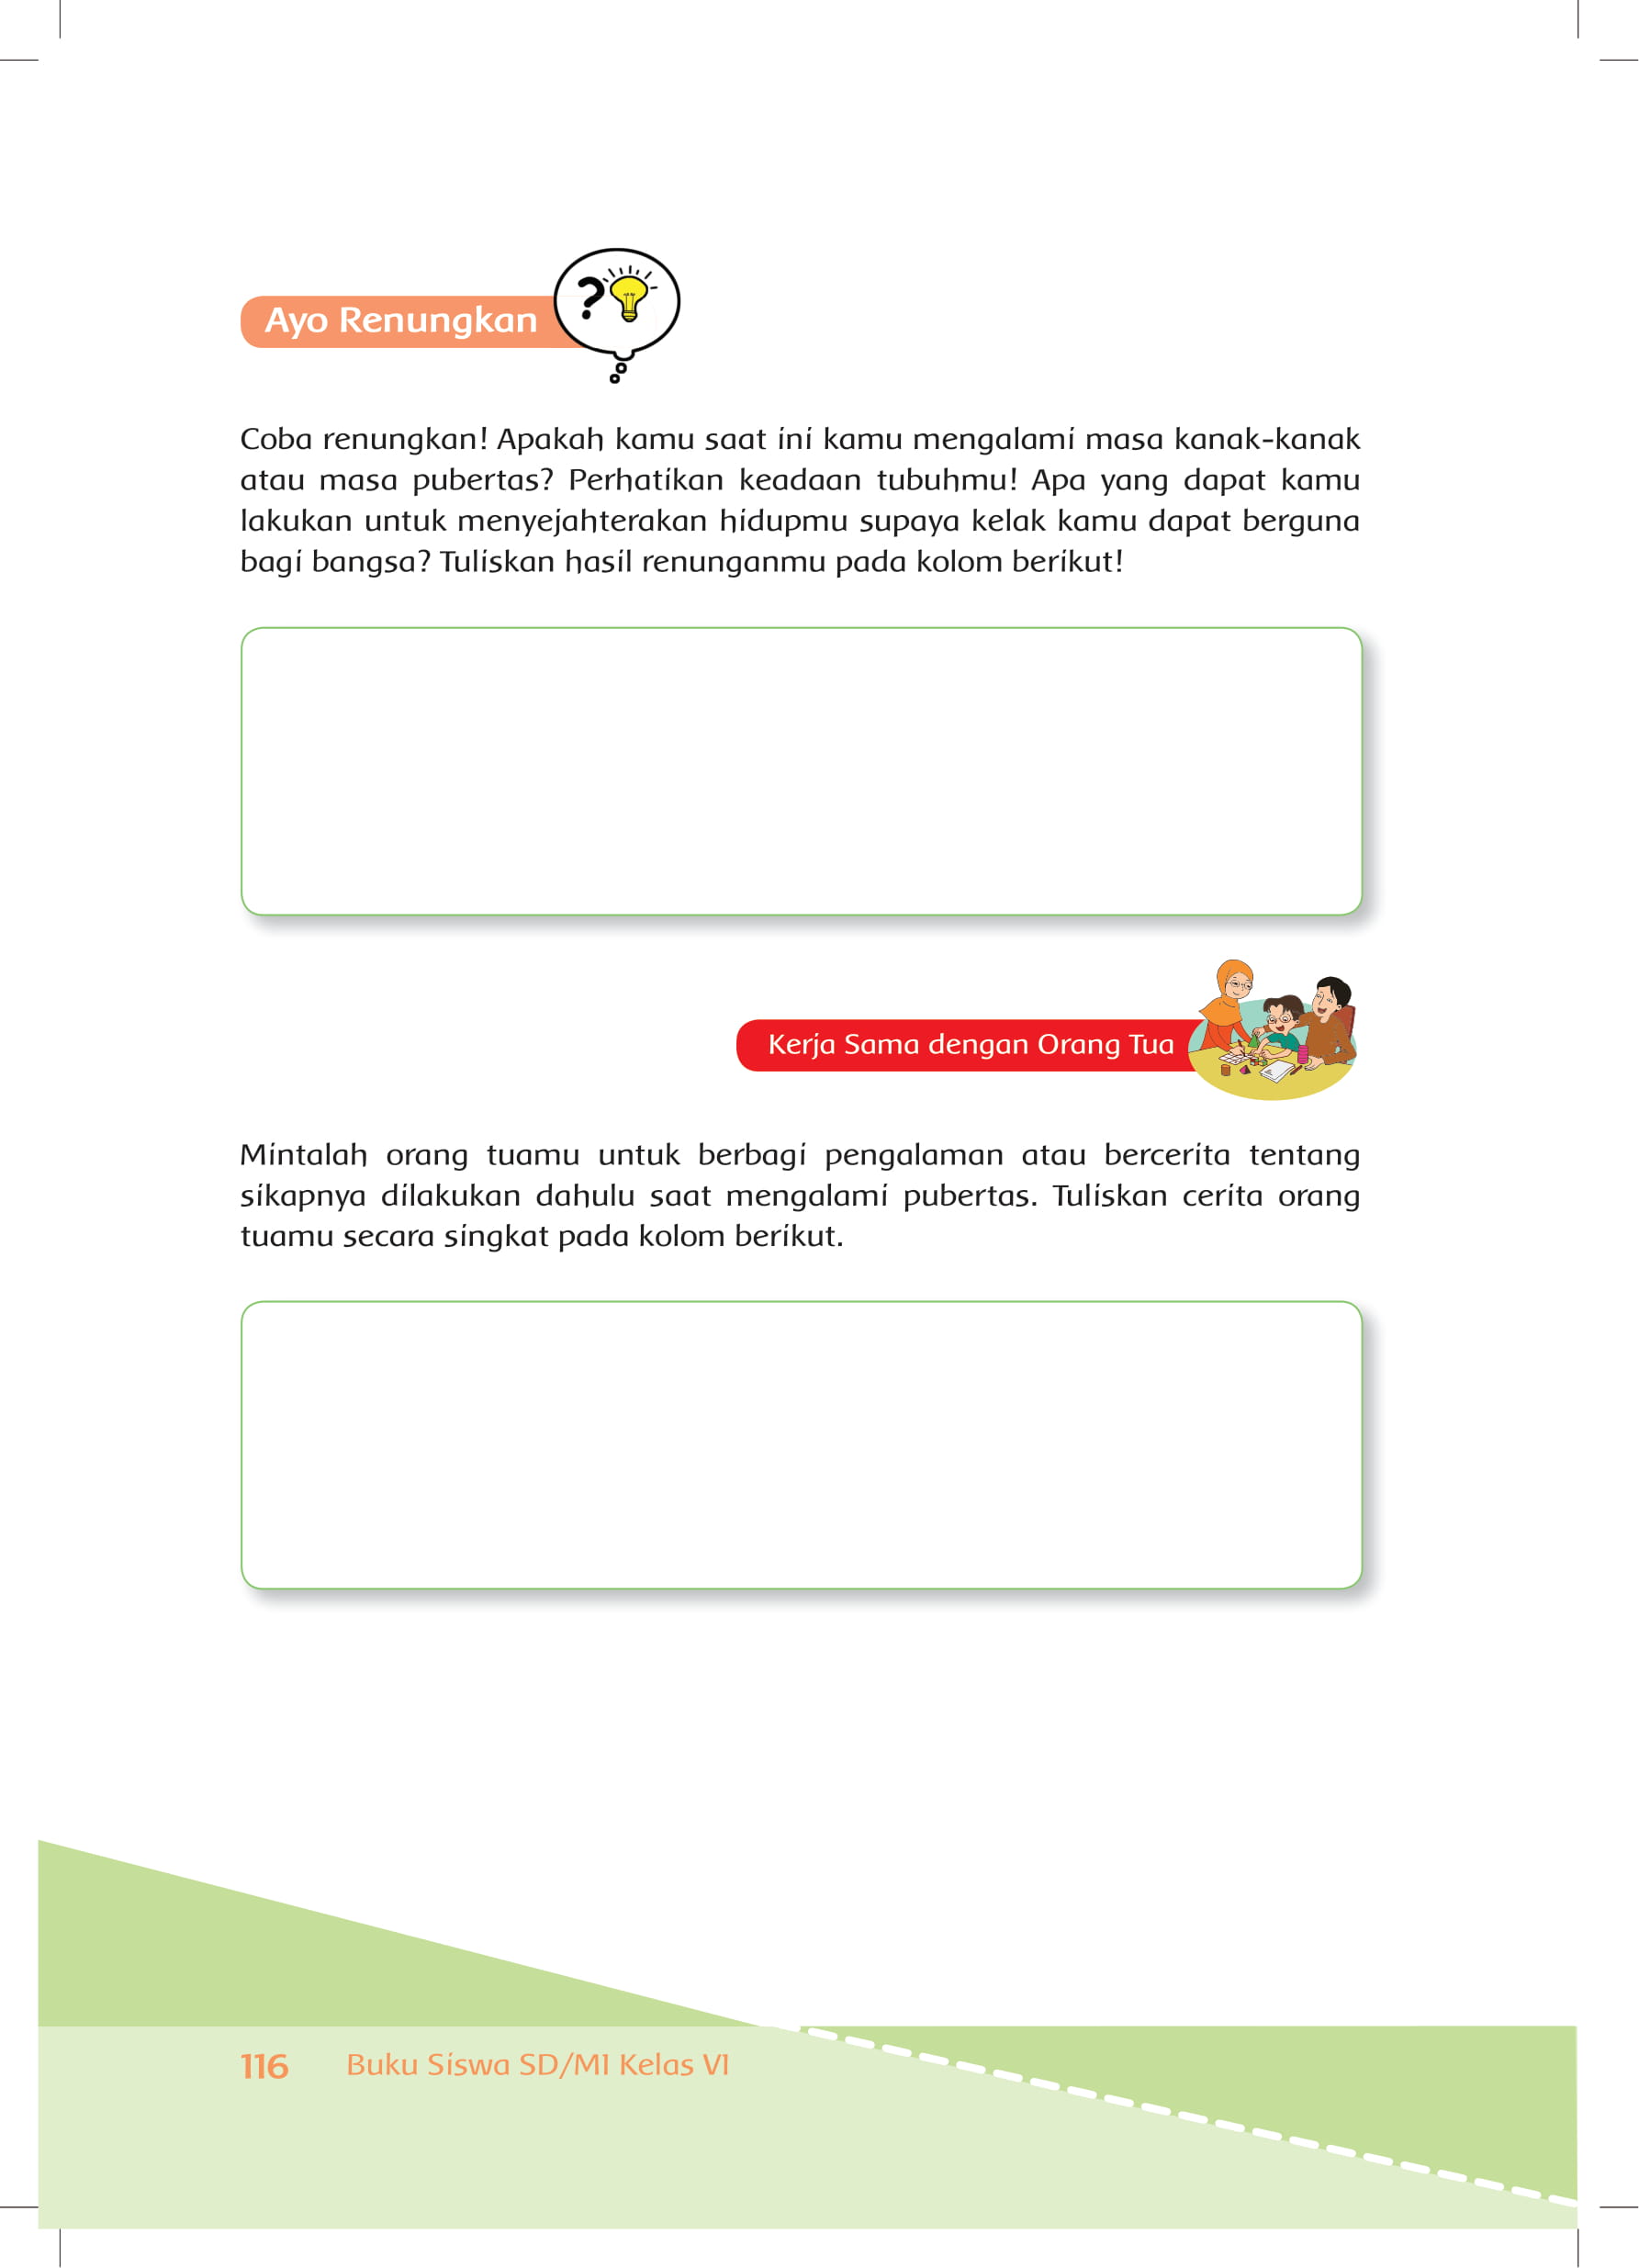 Ayo Renungkan
Coba renungkan! Apakah kamu saat ini kamu mengalami masa kanak-kanak
atau masa pubertas? Perhatikan keadaan tubuhmu! Apa yang dapat kamu
lakukan untuk menyejahterakan hidupmu supaya kelak kamu dapat berguna
bagi bangsa? Tuliskan hasil renunganmu pada kolom berikut!
Kerja Sama dengan Orang Tua
Mintalah orang tuamu untuk berbagi pengalaman atau bercerita tentang
sikapnya dilakukan dahulu saat mengalami pubertas. Tuliskan cerita orang
tuamu secara singkat pada kolom berikut.
116 Buku Siswa SD/MI Kelas VI